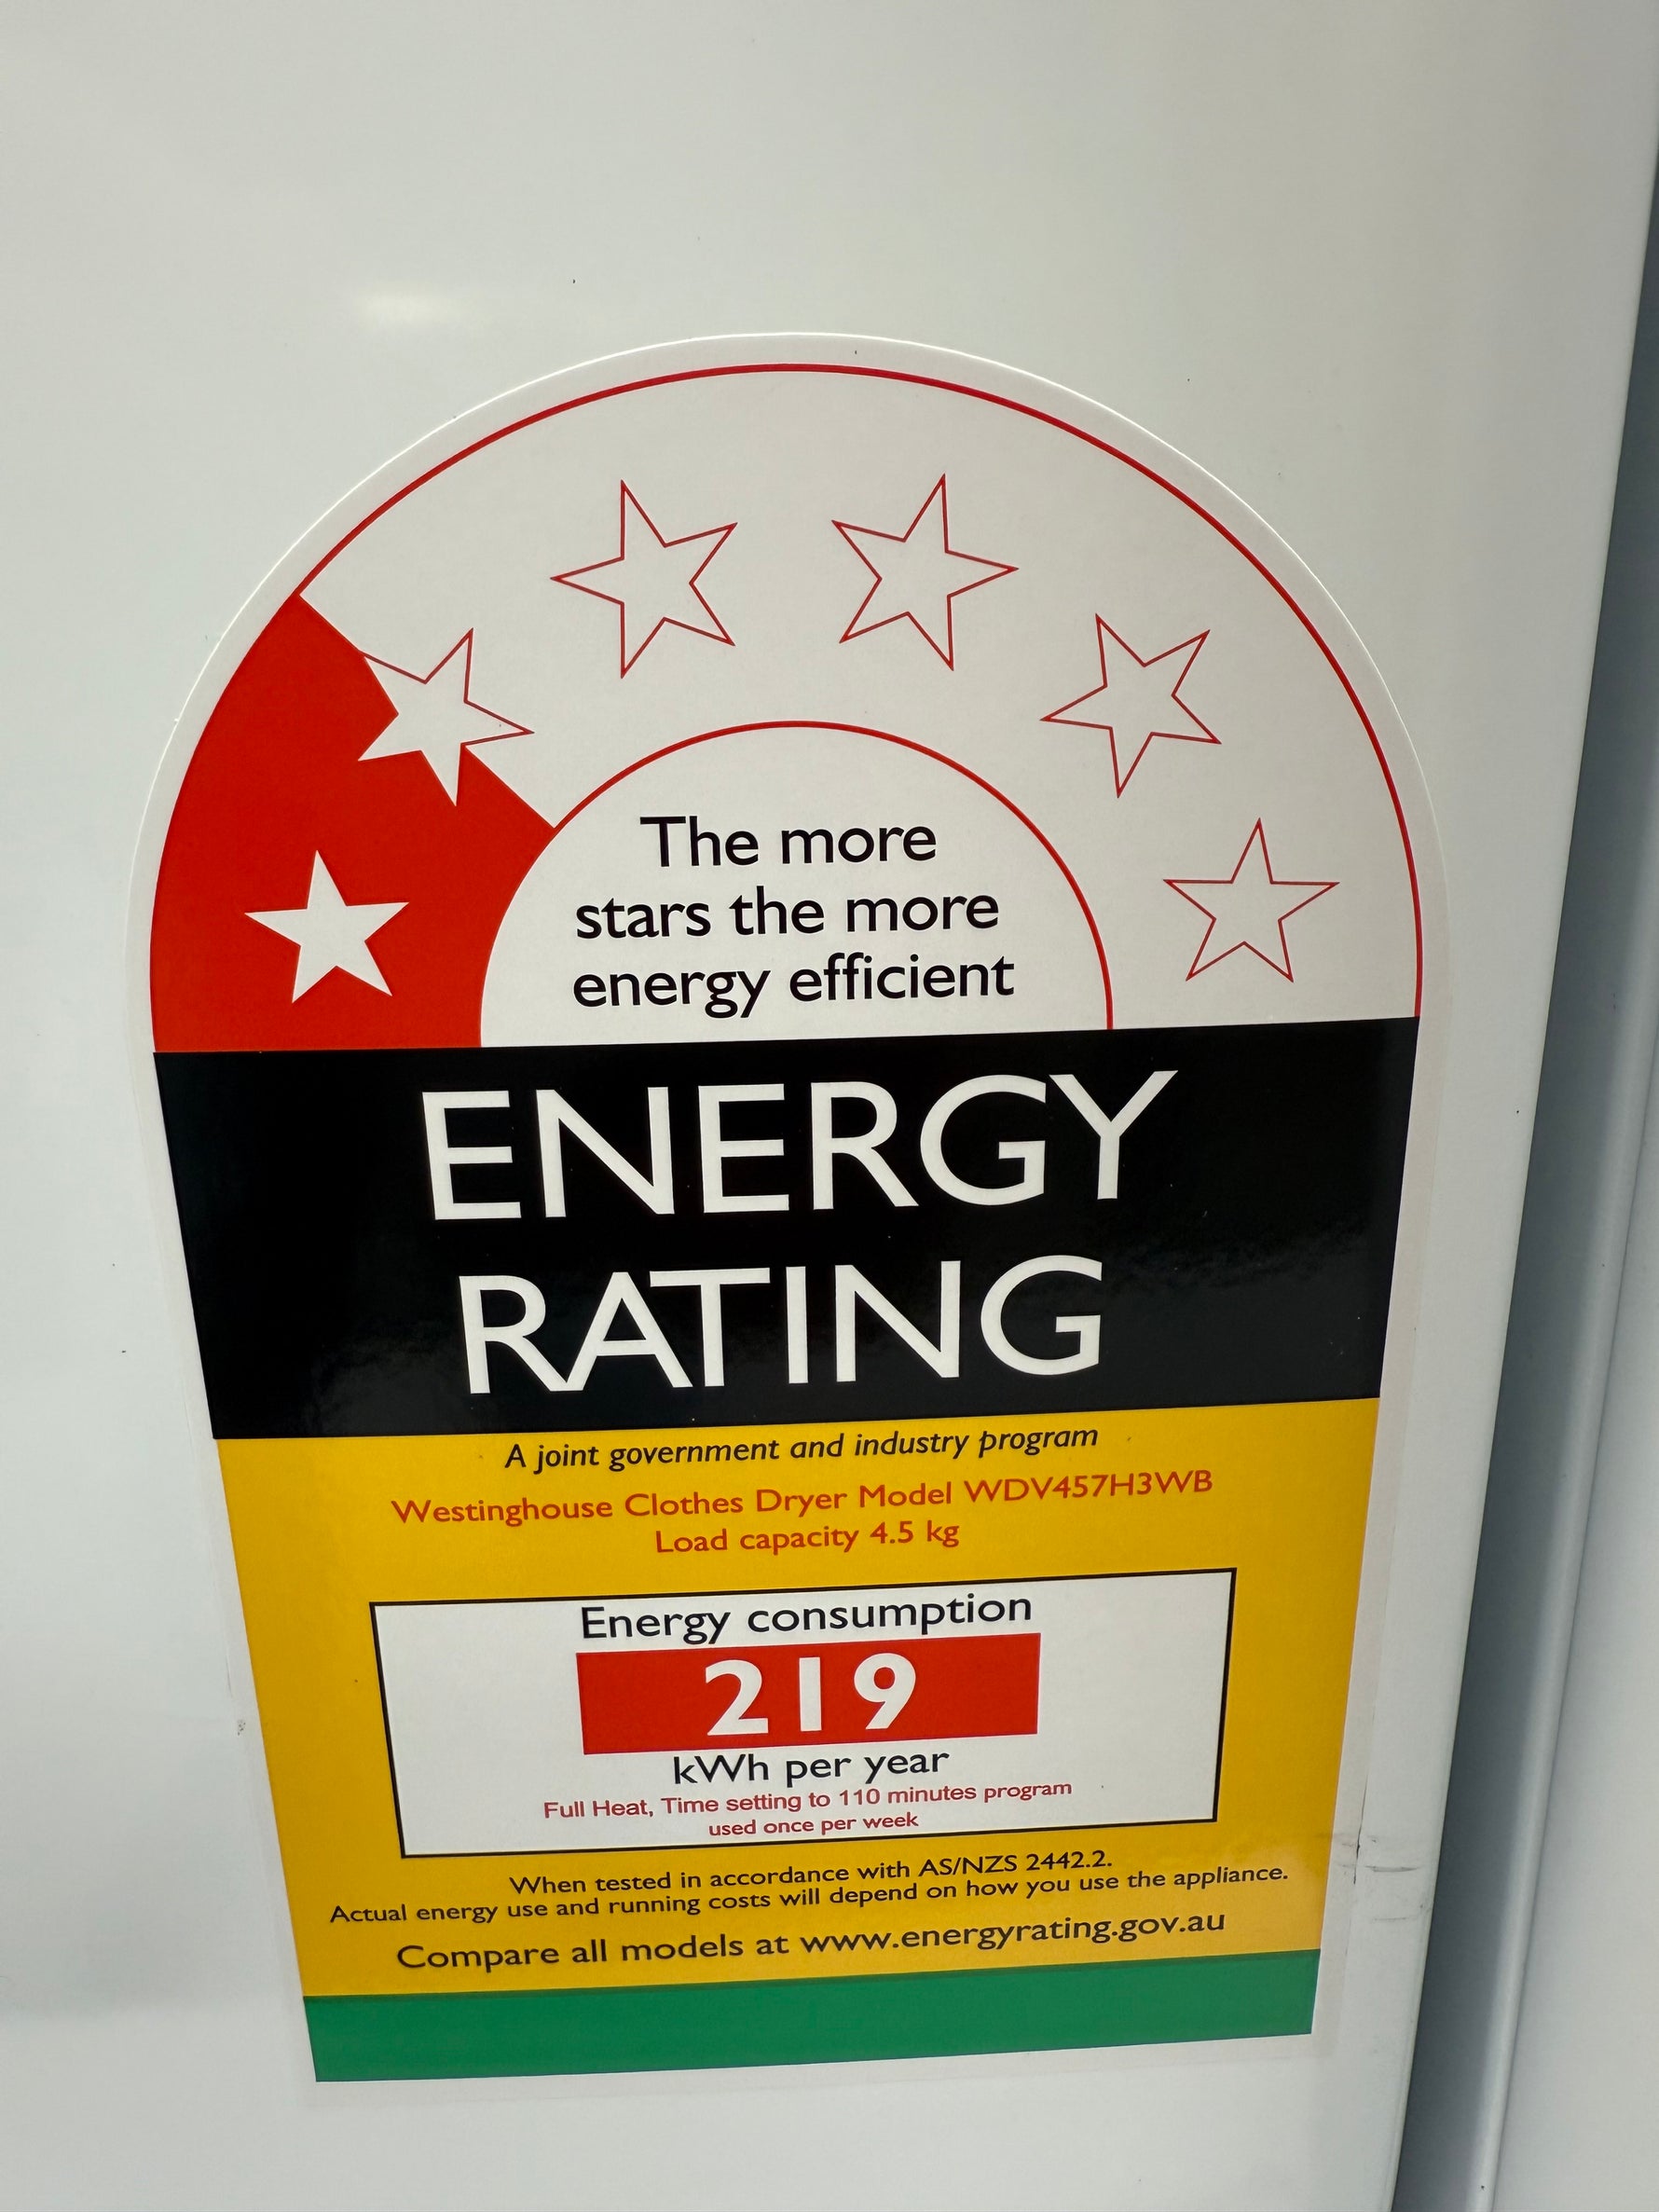 The more
stars the more
energy efficient
ENERGY
RATING
A joint government and industry program
Westinghouse Clothes Dryer Model WDV457H3WB
Load capacity 4.5 kg
Energy consumption
219
kWh per year
Full Heat, Time setting to 110 minutes program
used once per week
When tested in accordance with AS/NZS 2442.2.
Actual energy use and running costs will depend on how you use the appliance.
Compare all models at www.energyrating.gov.au